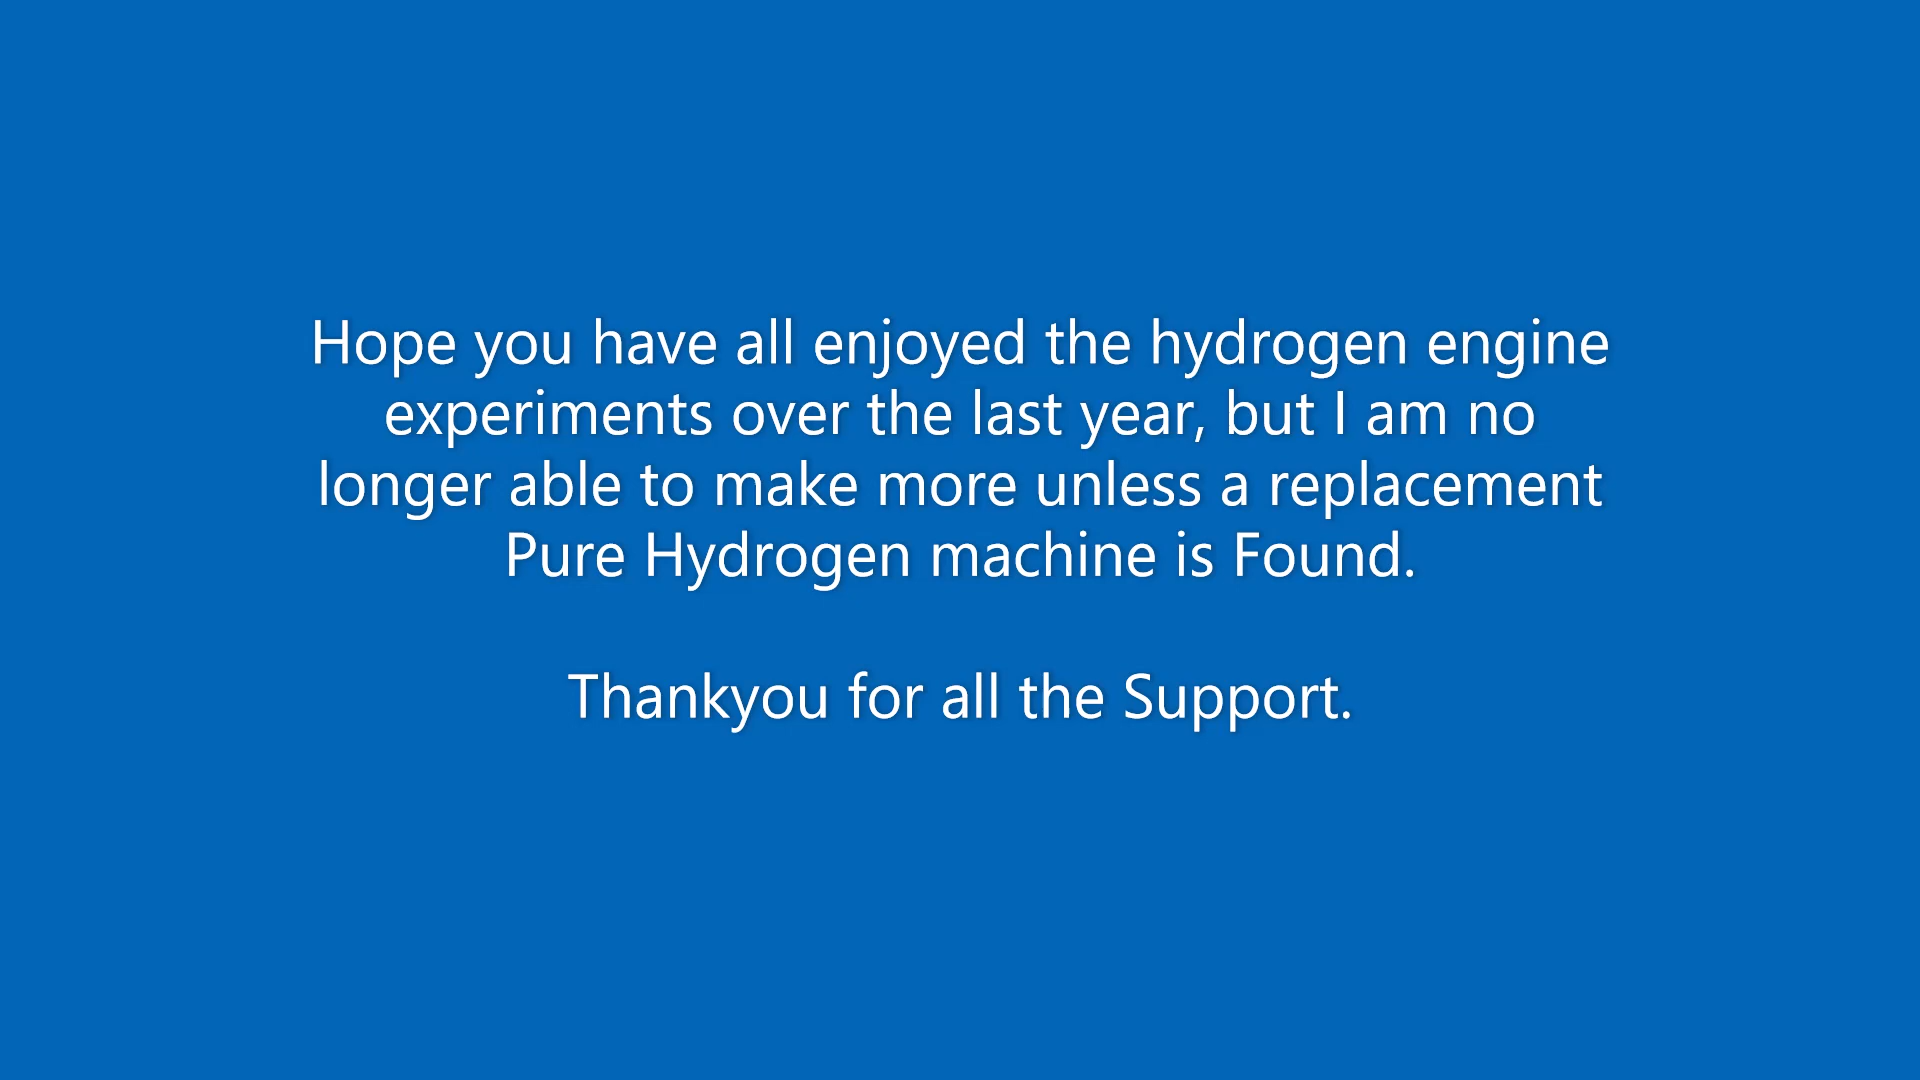 Hope you have all enjoyed the hydrogen engine
experiments over the last year, but I am no
longer able to make more unless a replacement
Pure Hydrogen machine is Found.
Thankyou for all the Support.